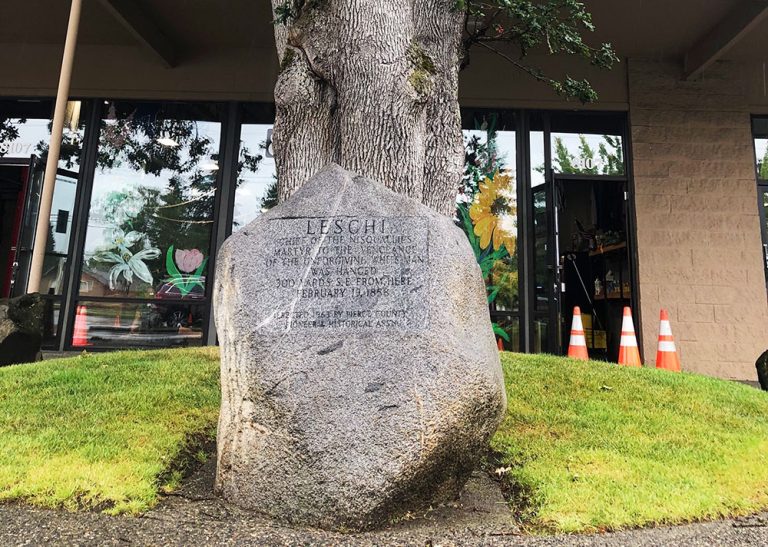 LESCHI
CHIEF OF THE NISQUALLIES
MARTYR TO THE VENGEANCE
OF THE UNFORGIVING WHITE MAN
WAS HANGED
300 YARDS S.E. FROM HERE
FEBRUARY 19, 1858
ERECTED 1963 BY PIERCE COUNTY
PIONEER HISTORICAL ASSN.